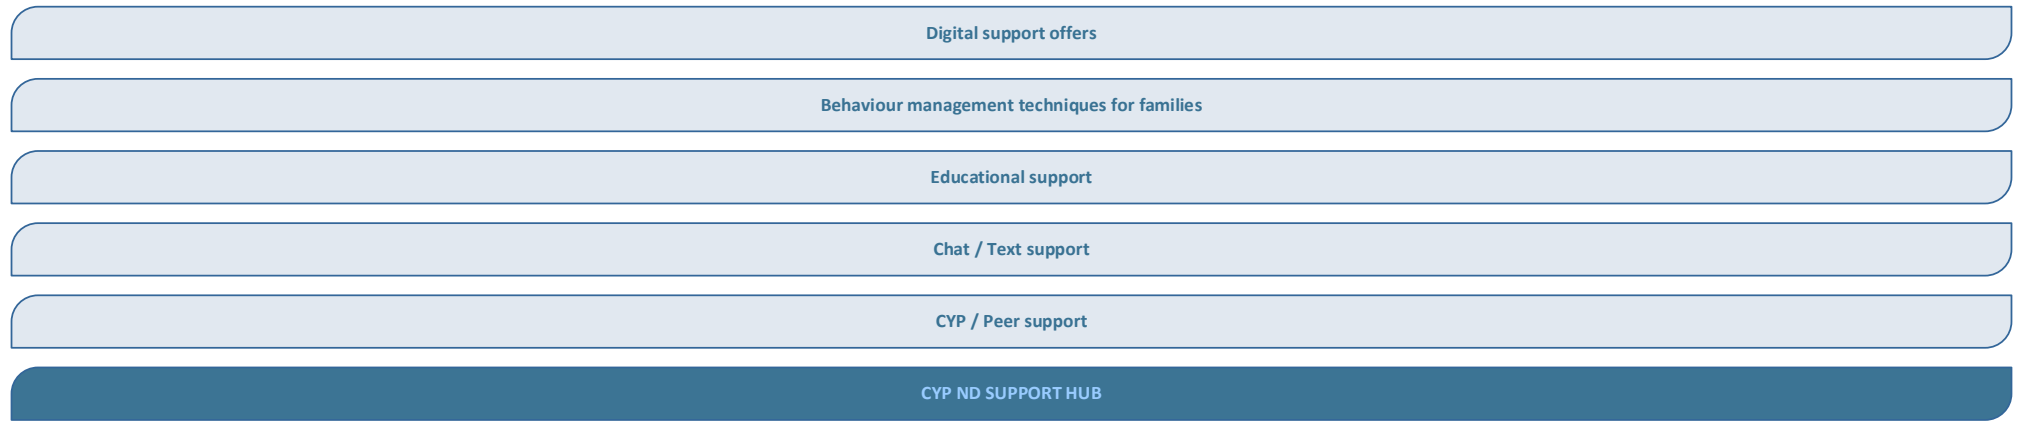 Digital support offers
Behaviour management techniques for families
Educational support
Chat / Text support
CYP / Peer support
CYP ND SUPPORT HUB